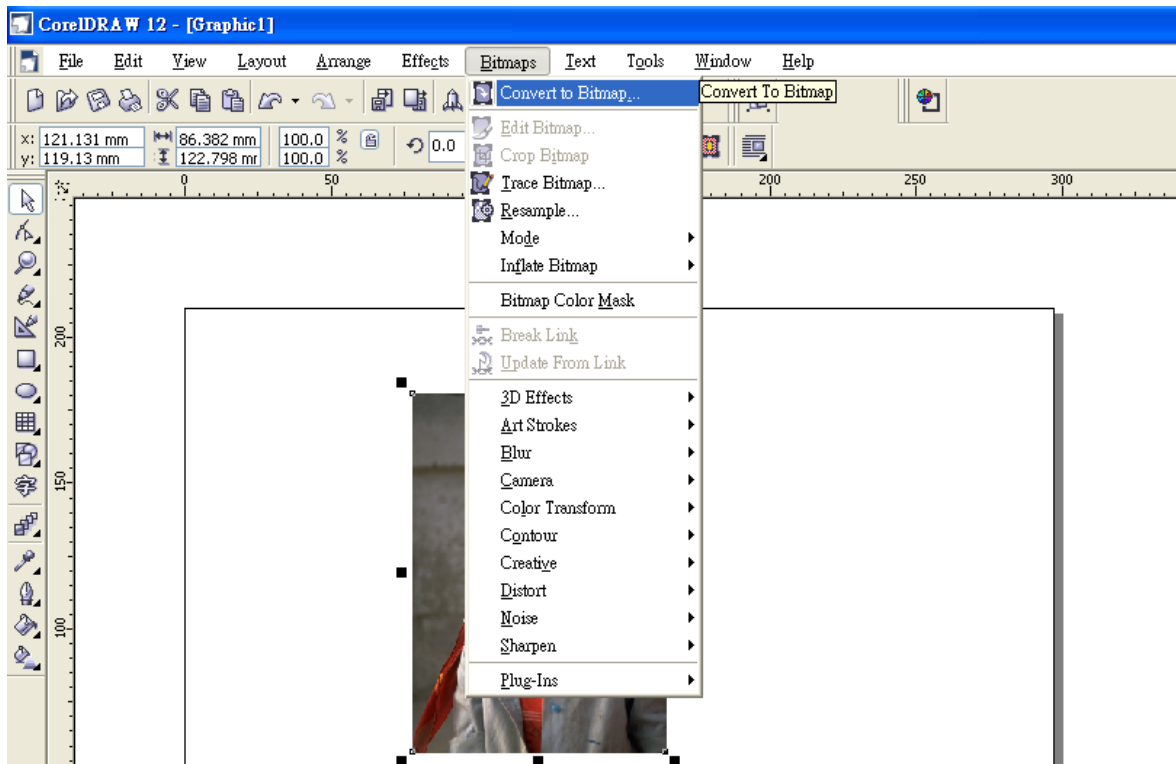 CorelDRAW 12 - [Graphic1]
File Edit View Layout Arrange Effects Bitmaps Text Tools Window Help
Convert to Bitmap...
Convert To Bitmap
x: 121.131 mm 86.382 mm 100.0 % 0.0
y: 119.13 mm 122.798 mr 100.0 %
0 50 200 250 300
Edit Bitmap...
Crop Bitmap
Trace Bitmap...
Resample...
Mode
Inflate Bitmap
Bitmap Color Mask
Break Link
Update From Link
3D Effects
Art Strokes
Blur
Camera
Color Transform
Contour
Creative
Distort
Noise
Sharpen
Plug-Ins
200
150
字
100